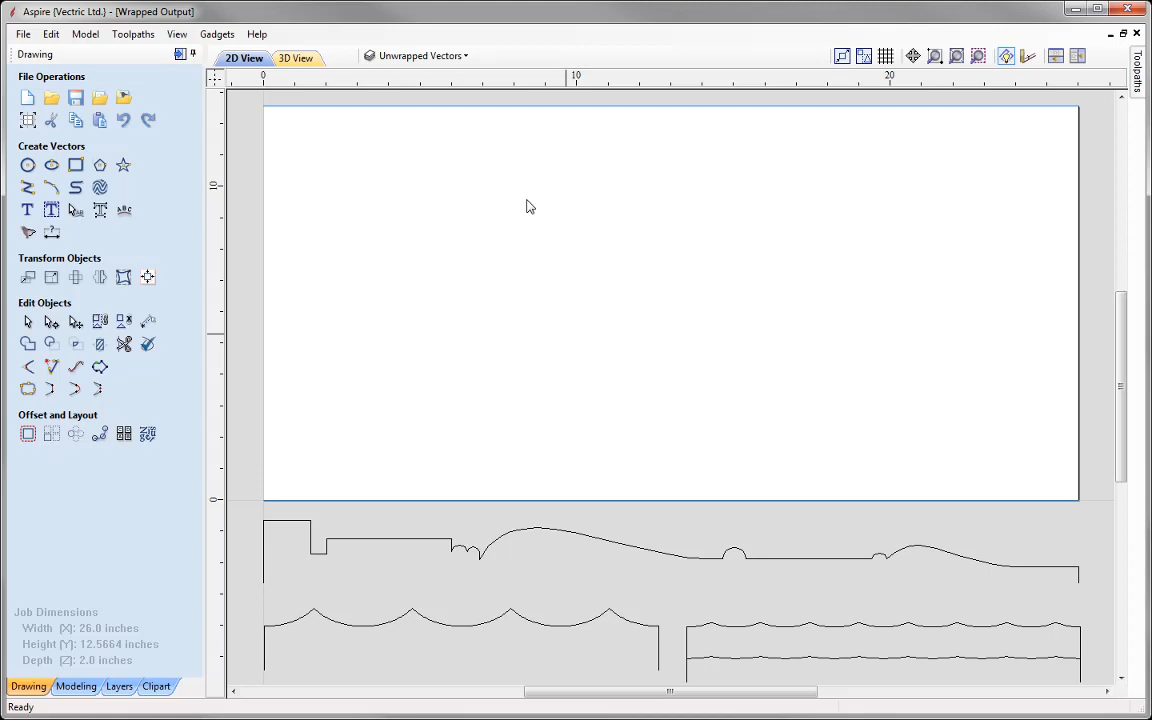 Aspire {Vectric Ltd.} - [Wrapped Output]
File Edit Model Toolpaths View Gadgets Help
Drawing
2D View 3D View Unwrapped Vectors
Toolpaths
0 10 20
10
0
File Operations
Create Vectors
Transform Objects
Edit Objects
Offset and Layout
Job Dimensions
Width (X): 26.0 inches
Height (Y): 12.5664 inches
Depth (Z): 2.0 inches
Drawing Modeling Layers Clipart
Ready